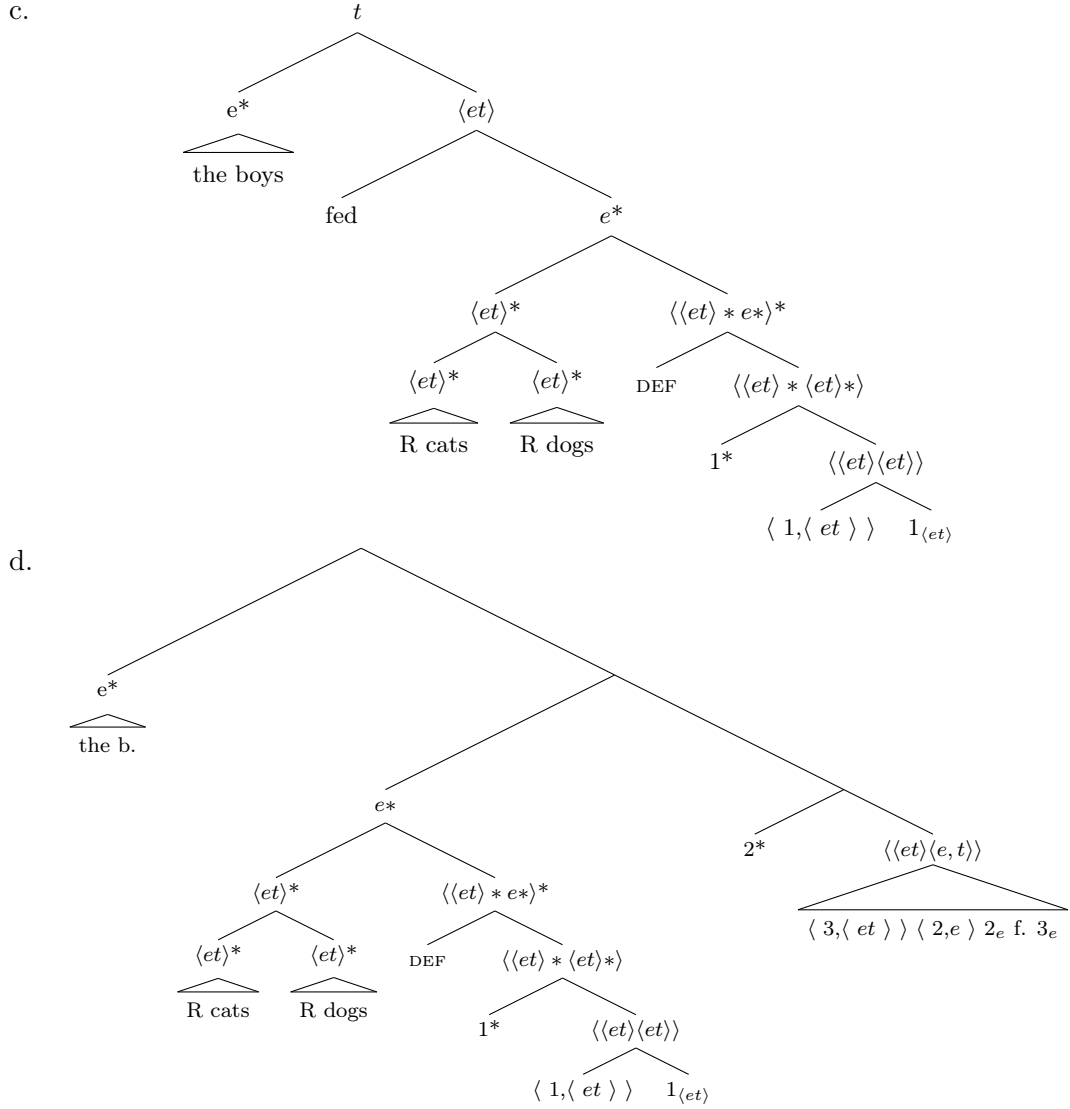 c.
t
e* ⟨et⟩
the boys
fed e*
⟨et⟩* ⟨⟨et⟩ ∗ e∗⟩*
⟨et⟩* ⟨et⟩* DEF ⟨⟨et⟩ ∗ ⟨et⟩∗⟩
R cats R dogs
1* ⟨⟨et⟩⟨et⟩⟩
⟨ 1,⟨ et ⟩ ⟩ 1⟨et⟩
d.
e*
the b.
e∗
2* ⟨⟨et⟩⟨e, t⟩⟩
⟨et⟩* ⟨⟨et⟩ ∗ e∗⟩*
⟨ 3,⟨ et ⟩ ⟩ ⟨ 2,e ⟩ 2e f. 3e
⟨et⟩* ⟨et⟩* DEF ⟨⟨et⟩ ∗ ⟨et⟩∗⟩
R cats R dogs
1* ⟨⟨et⟩⟨et⟩⟩
⟨ 1,⟨ et ⟩ ⟩ 1⟨et⟩